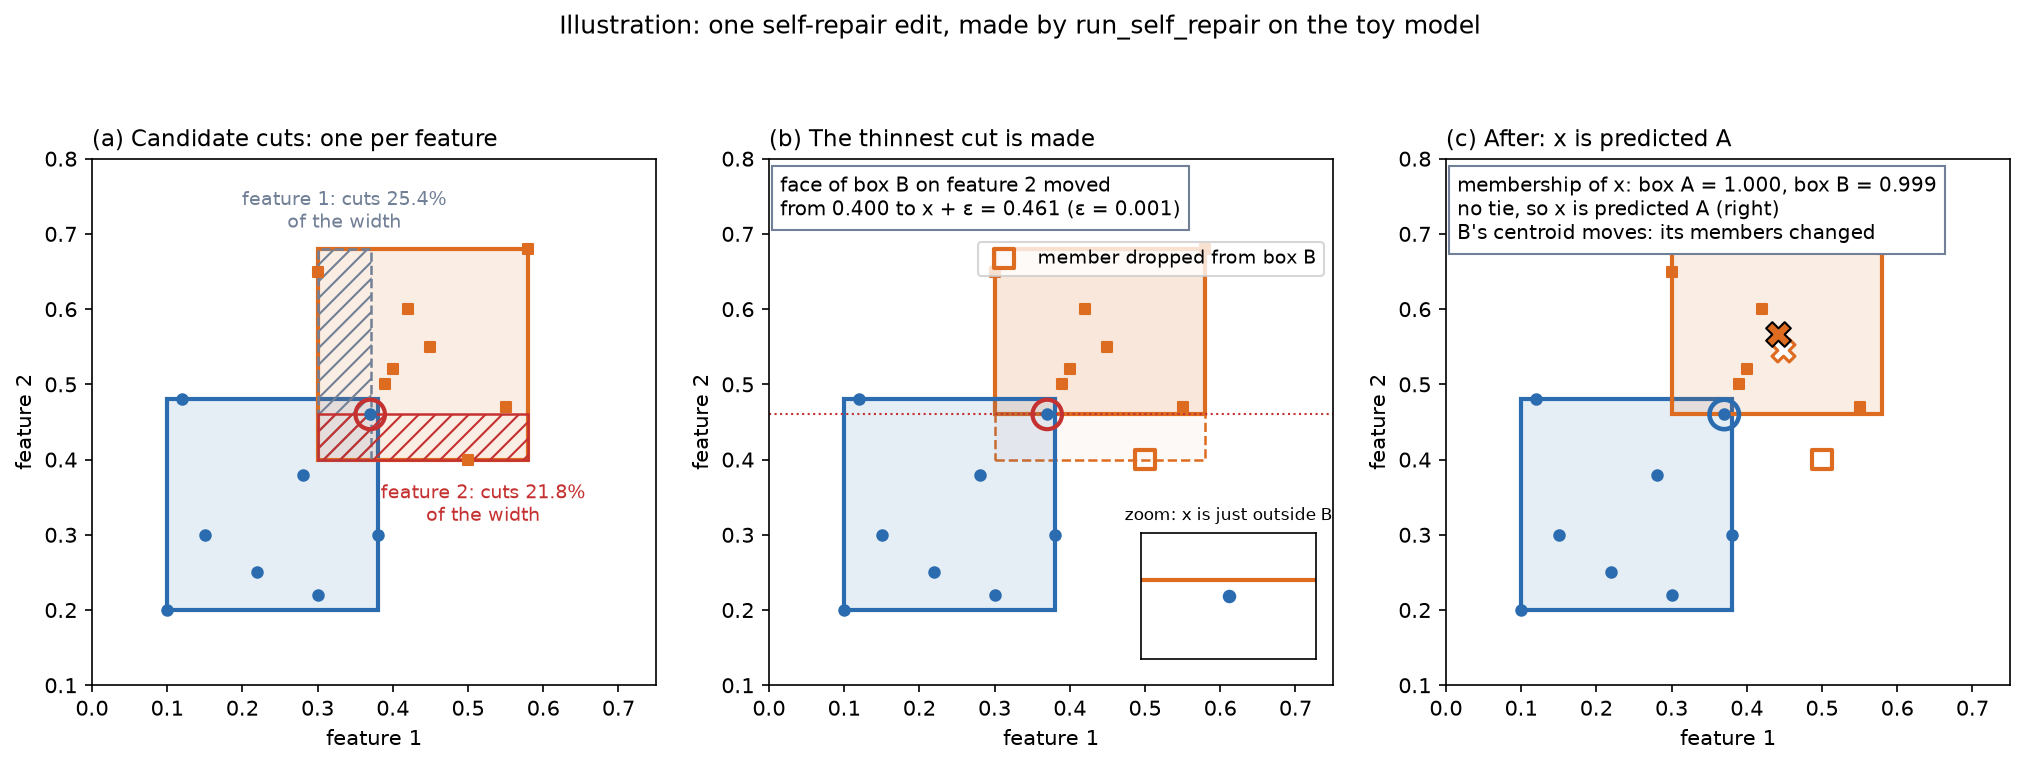 Illustration: one self-repair edit, made by run_self_repair on the toy model
(a) Candidate cuts: one per feature
0.8
0.7
0.6
0.5
0.4
0.3
0.2
0.1
feature 2
feature 1: cuts 25.4%
of the width
feature 2: cuts 21.8%
of the width
0.0 0.1 0.2 0.3 0.4 0.5 0.6 0.7
feature 1
(b) The thinnest cut is made
0.8
0.7
0.6
0.5
0.4
0.3
0.2
0.1
feature 2
face of box B on feature 2 moved
from 0.400 to x + ε = 0.461 (ε = 0.001)
member dropped from box B
zoom: x is just outside B
0.0 0.1 0.2 0.3 0.4 0.5 0.6 0.7
feature 1
(c) After: x is predicted A
0.8
0.7
0.6
0.5
0.4
0.3
0.2
0.1
feature 2
membership of x: box A = 1.000, box B = 0.999
no tie, so x is predicted A (right)
B's centroid moves: its members changed
0.0 0.1 0.2 0.3 0.4 0.5 0.6 0.7
feature 1